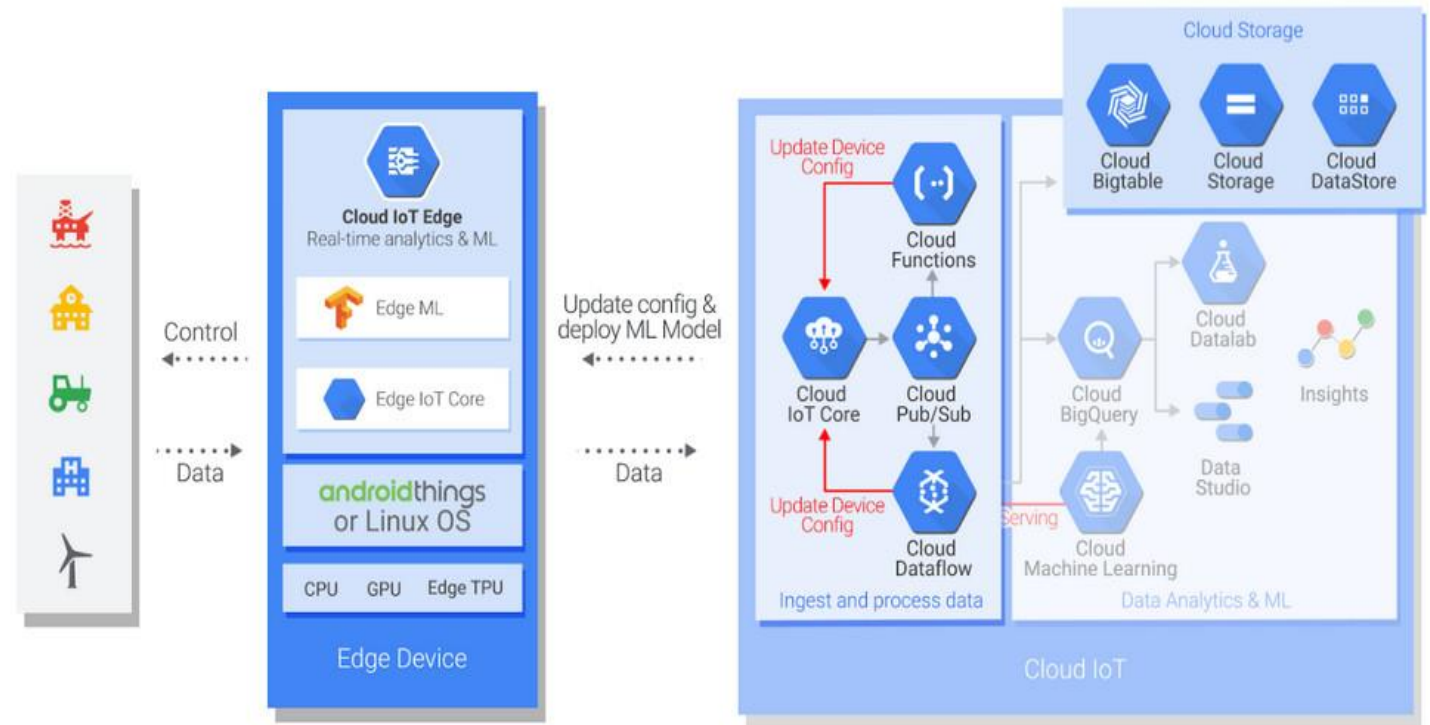 Cloud Storage
Cloud
Bigtable
Cloud
Storage
Cloud
DataStore
Control
Data
Cloud IoT Edge
Real-time analytics & ML
Edge ML
Edge IoT Core
androidthings
or Linux OS
CPU GPU Edge TPU
Edge Device
Update config &
deploy ML Model
Data
Update Device
Config
Cloud
Functions
Cloud
IoT Core
Cloud
Pub/Sub
Update Device
Config
Cloud
Dataflow
Ingest and process data
Cloud
BigQuery
Cloud
Datalab
Insights
Data
Studio
Serving
Cloud
Machine Learning
Data Analytics & ML
Cloud IoT